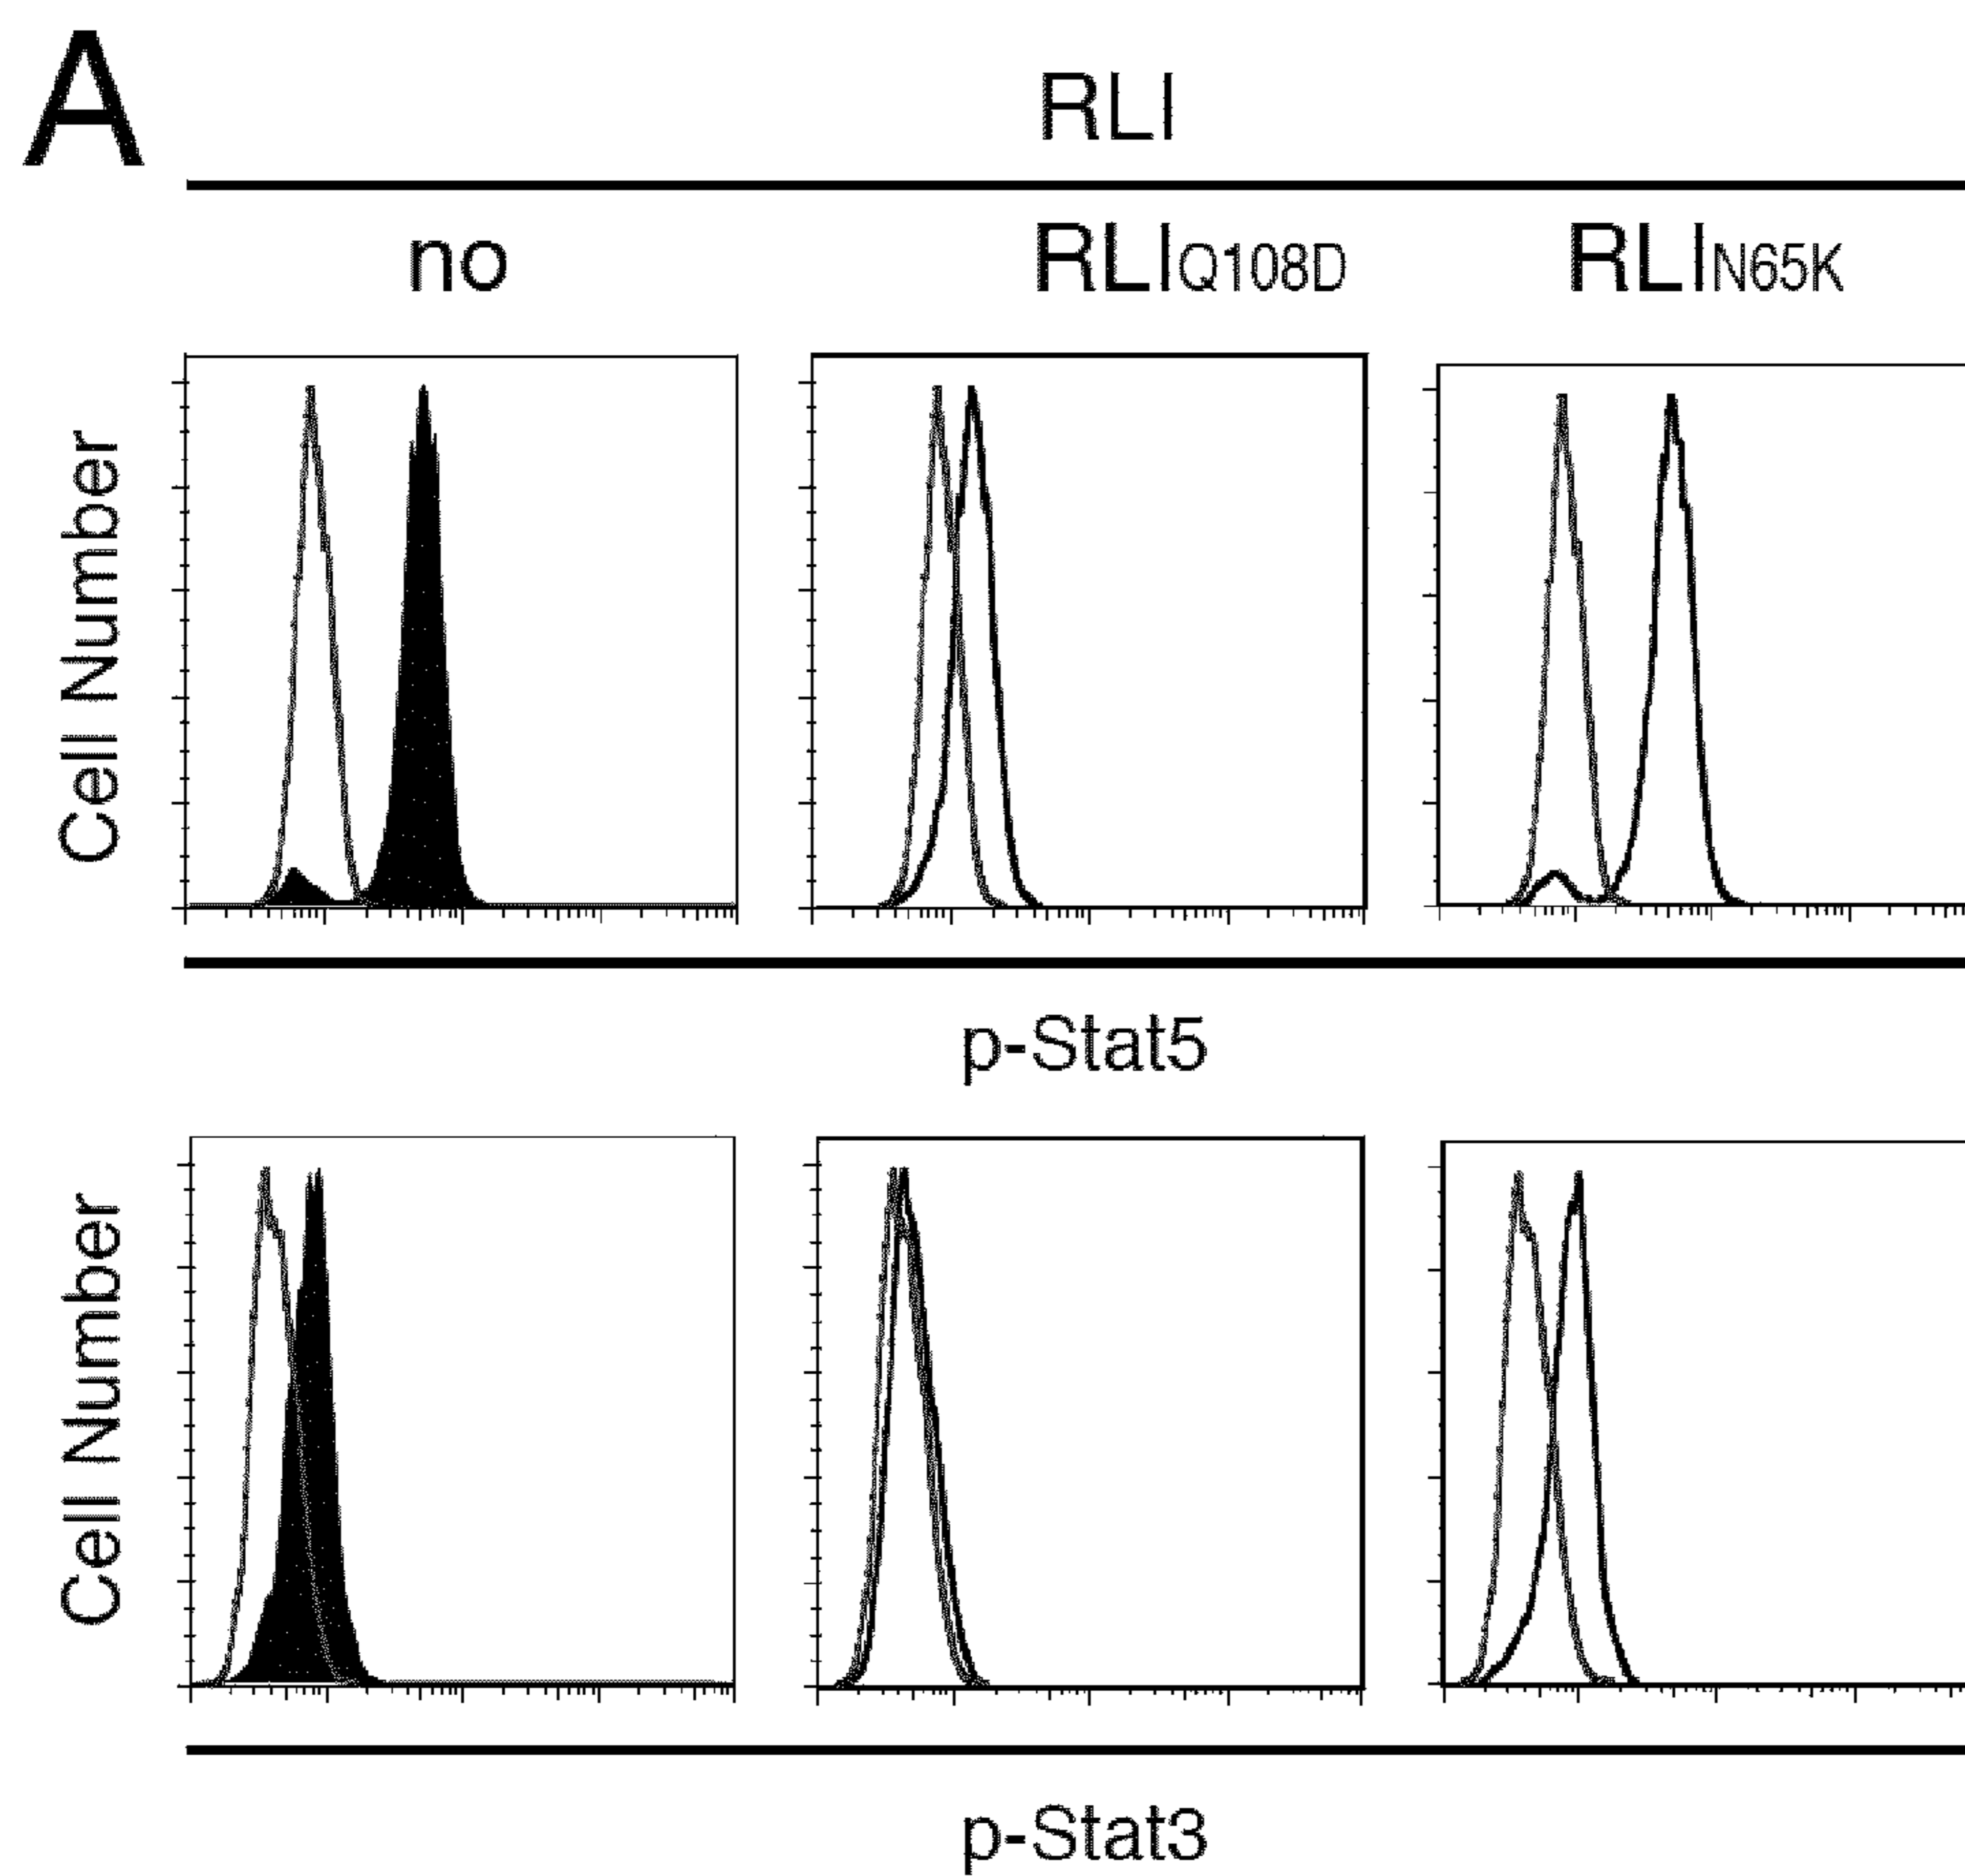 A
RLI
no RLIQ108D RLIN65K
Cell Number
p-Stat5
Cell Number
p-Stat3